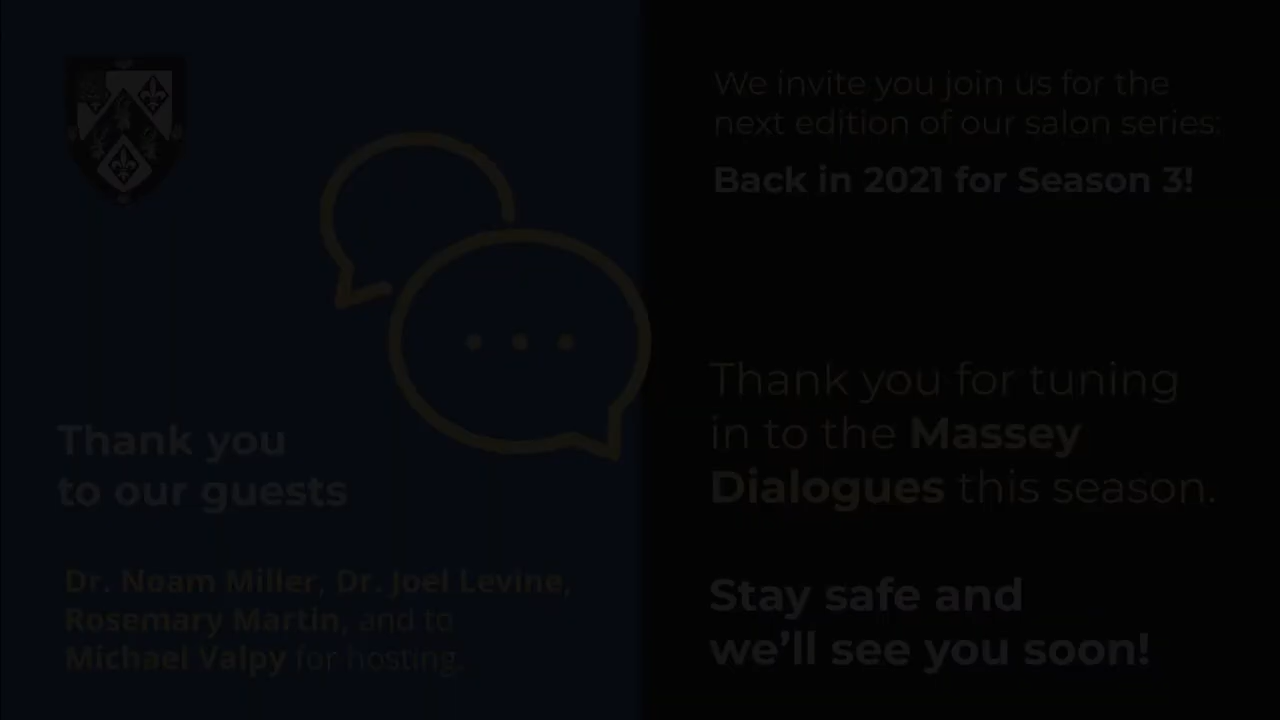 Thank you
to our guests
Dr. Noam Miller, Dr. Joel Levine,
Rosemary Martin, and to
Michael Valpy for hosting.
We invite you join us for the
next edition of our salon series:
Back in 2021 for Season 3!
Thank you for tuning
in to the Massey
Dialogues this season.
Stay safe and
we’ll see you soon!